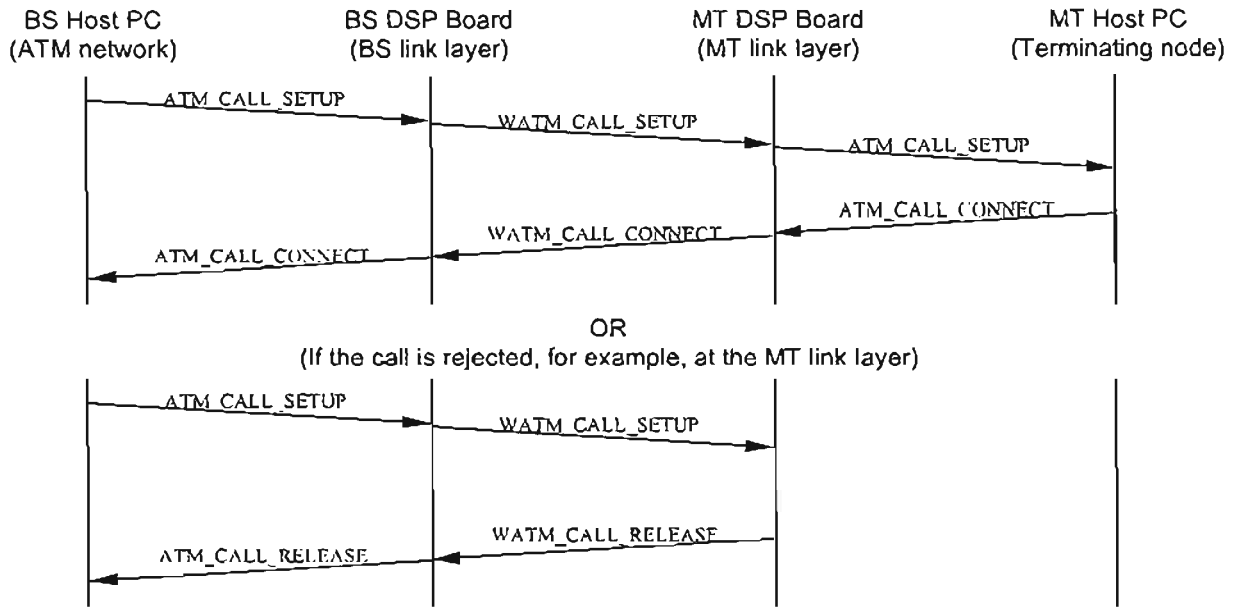 BS Host PC
(ATM network)
BS DSP Board
(BS link layer)
MT DSP Board
(MT link layer)
MT Host PC
(Terminating node)
ATM_CALL_SETUP
WATM_CALL_SETUP
ATM_CALL_SETUP
ATM_CALL_CONNECT
WATM_CALL_CONNECT
ATM_CALL_CONNECT
OR
(If the call is rejected, for example, at the MT link layer)
ATM_CALL_SETUP
WATM_CALL_SETUP
WATM_CALL_RELEASE
ATM_CALL_RELEASE